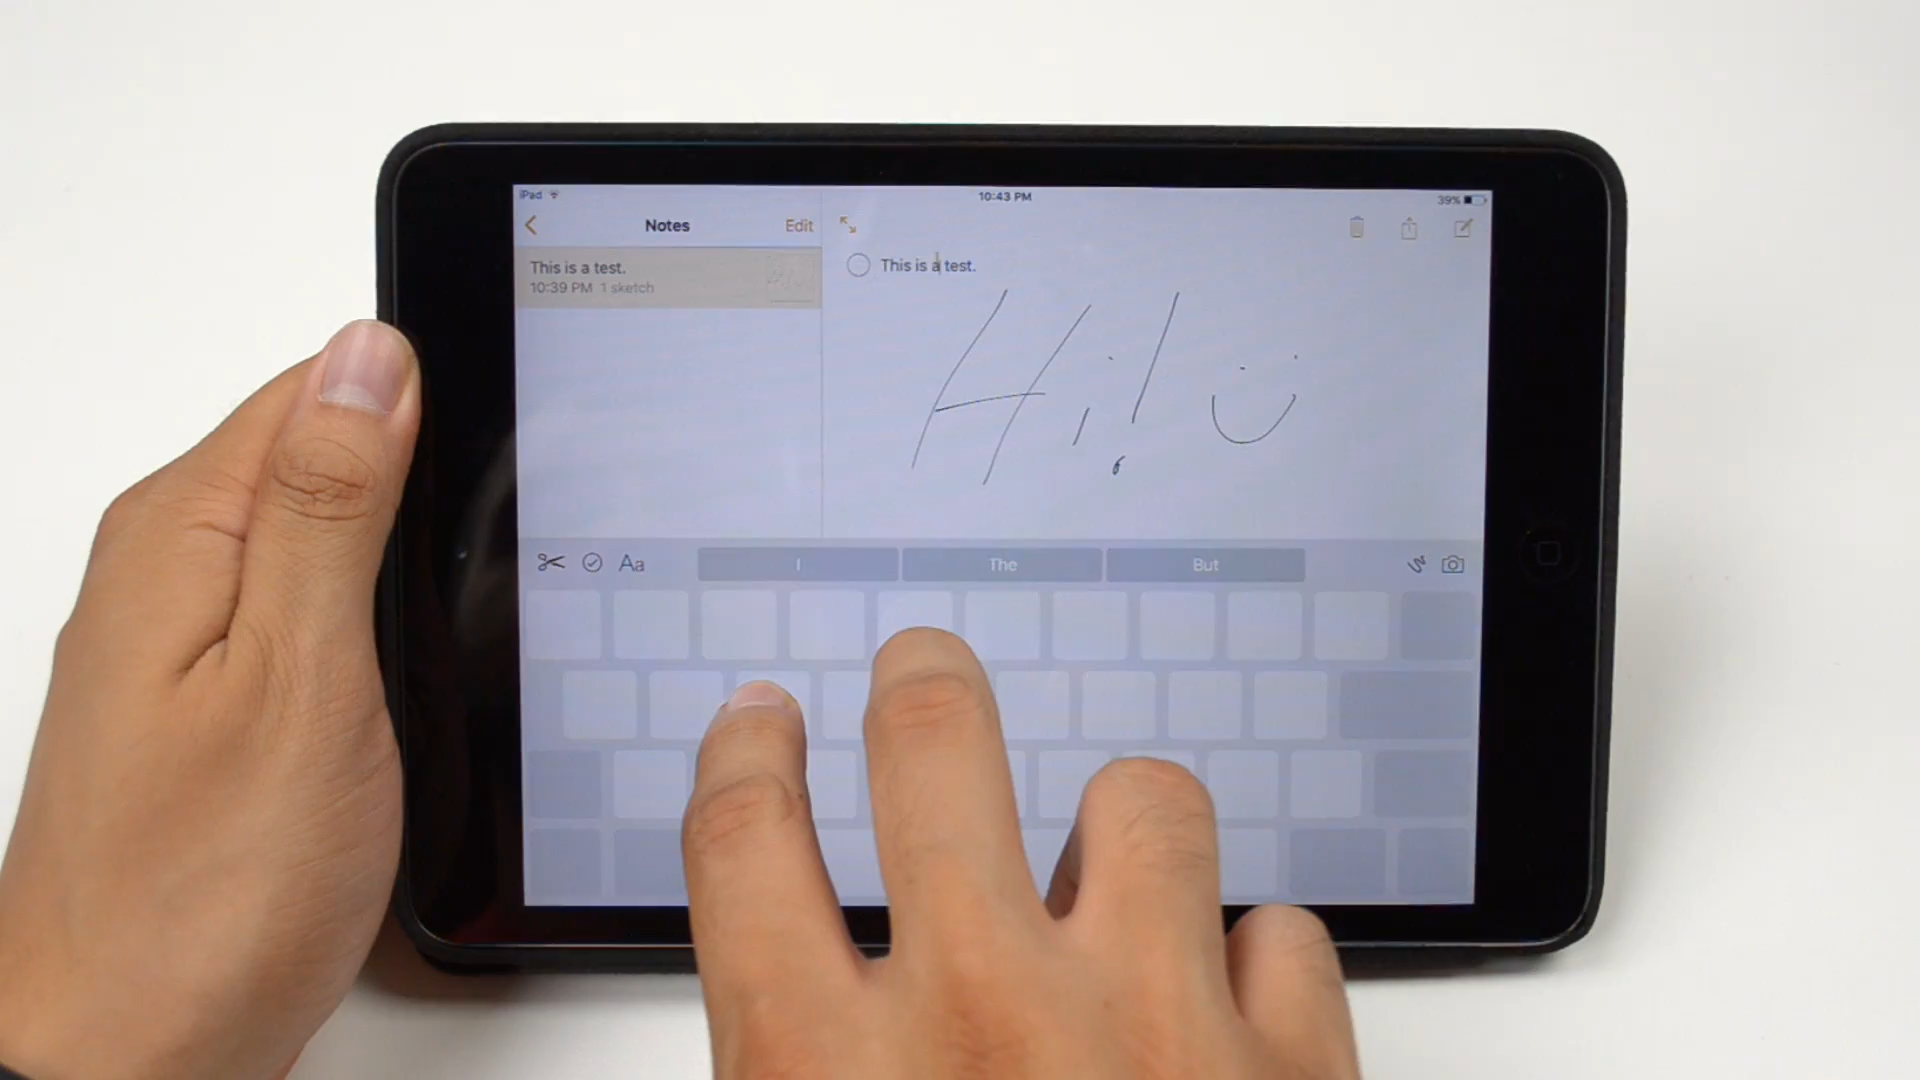 iPad 10:43 PM 39%
Notes Edit
This is a test.
10:39 PM 1 sketch
This is a test.
Hi!
Aa I The But